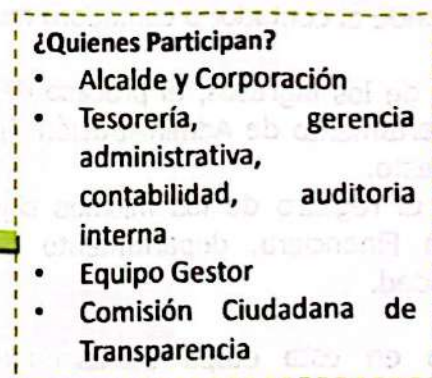 ¿Quienes Participan?
• Alcalde y Corporación
• Tesorería, gerencia
administrativa,
contabilidad, auditoria
interna
• Equipo Gestor
• Comisión Ciudadana de
Transparencia